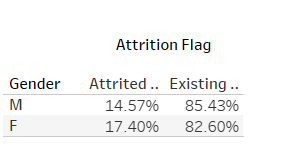 Attrition Flag
Gender Attrited .. Existing ..
M 14.57% 85.43%
F 17.40% 82.60%